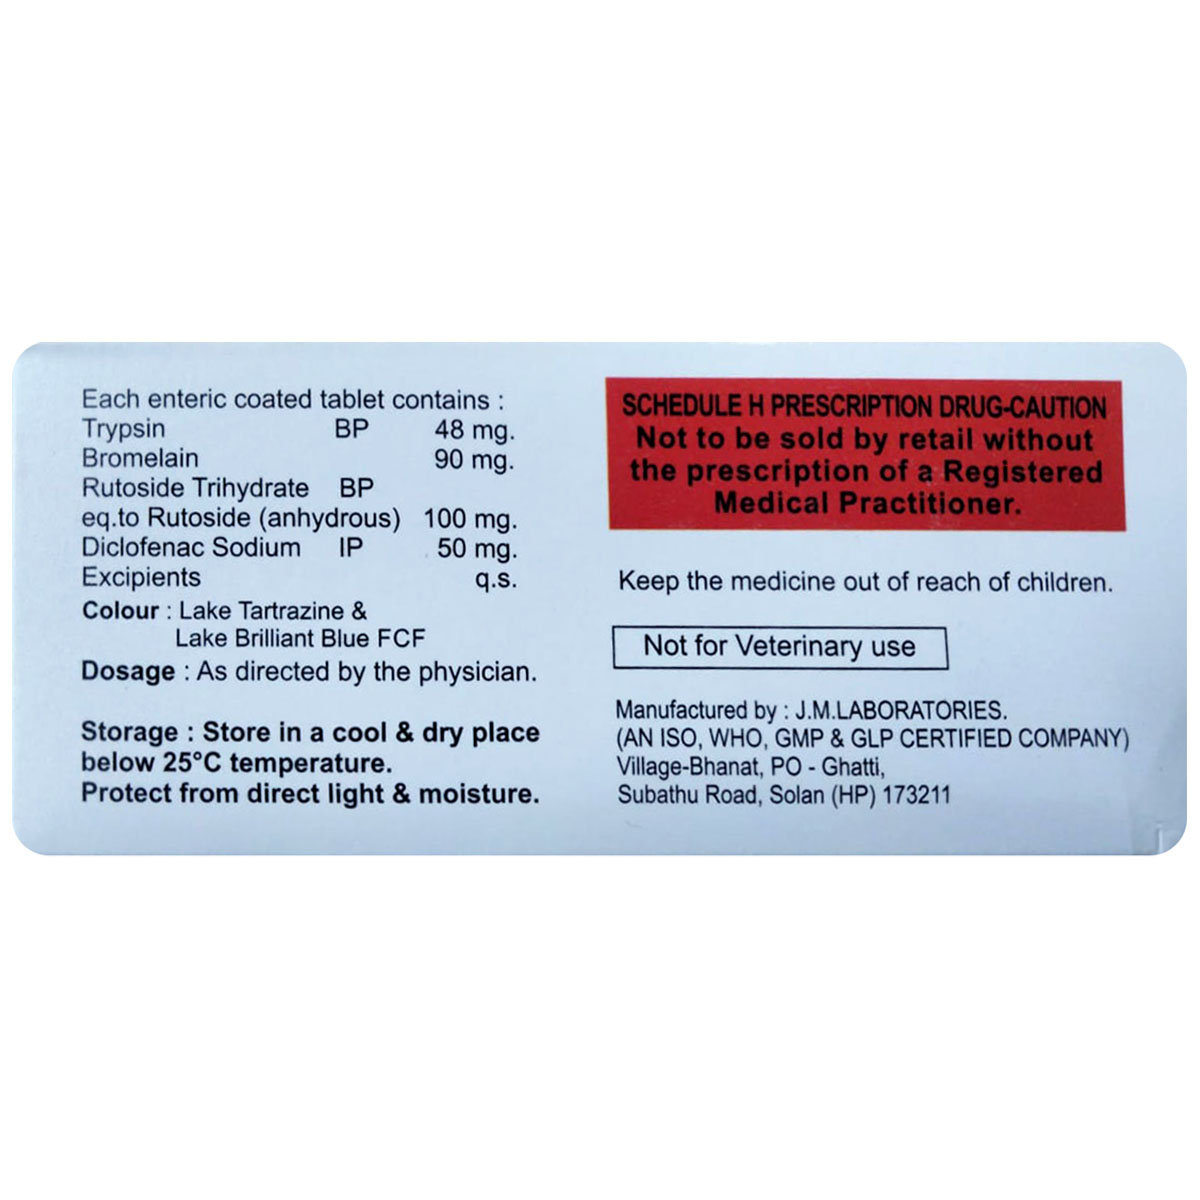 Each enteric coated tablet contains :
Trypsin BP 48 mg.
Bromelain 90 mg.
Rutoside Trihydrate BP
eq.to Rutoside (anhydrous) 100 mg.
Diclofenac Sodium IP 50 mg.
Excipients q.s.
Colour : Lake Tartrazine &
Lake Brilliant Blue FCF
Dosage : As directed by the physician.
Storage : Store in a cool & dry place
below 25°C temperature.
Protect from direct light & moisture.
SCHEDULE H PRESCRIPTION DRUG-CAUTION
Not to be sold by retail without
the prescription of a Registered
Medical Practitioner.
Keep the medicine out of reach of children.
Not for Veterinary use
Manufactured by : J.M.LABORATORIES.
(AN ISO, WHO, GMP & GLP CERTIFIED COMPANY)
Village-Bhanat, PO - Ghatti,
Subathu Road, Solan (HP) 173211